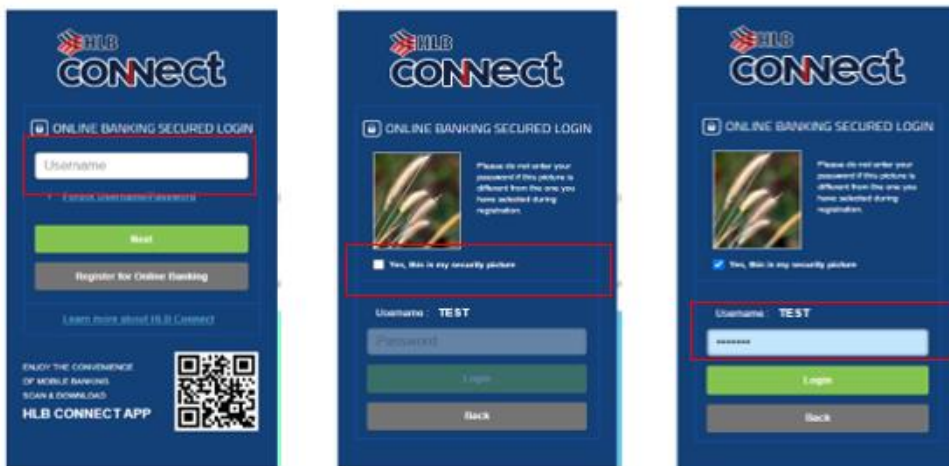 HLB
CONNect
ONLINE BANKING SECURED LOGIN
Username
Forgot Username/Password
Next
Register for Online Banking
Learn more about HLB Connect
ENJOY THE CONVENIENCE
OF MOBILE BANKING
SCAN & DOWNLOAD
HLB CONNECT APP
HLB
CONNect
ONLINE BANKING SECURED LOGIN
Please do not enter your
password if this picture is
different from the one you
have selected during
registration.
Yes, this is my security picture
Username : TEST
Password
Login
Back
HLB
CONNect
ONLINE BANKING SECURED LOGIN
Please do not enter your
password if this picture is
different from the one you
have selected during
registration.
Yes, this is my security picture
Username : TEST
Login
Back